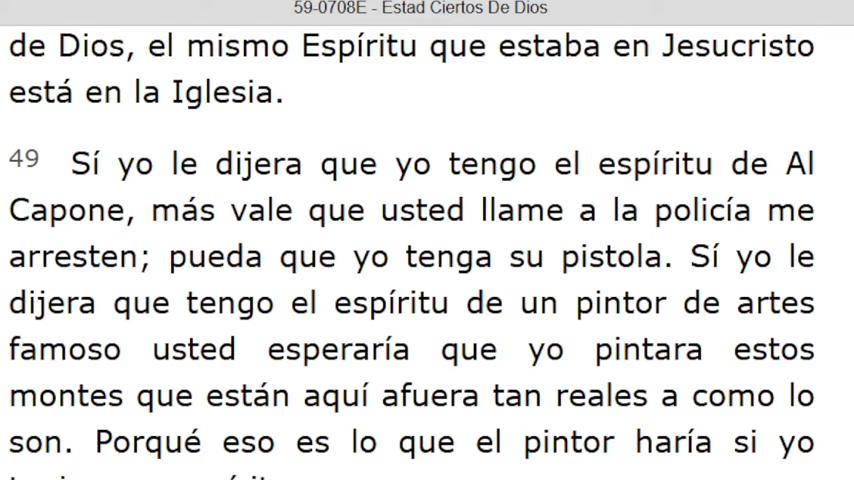 59-0708E - Estad Ciertos De Dios
de Dios, el mismo Espíritu que estaba en Jesucristo
está en la Iglesia.
49 Sí yo le dijera que yo tengo el espíritu de Al
Capone, más vale que usted llame a la policía me
arresten; pueda que yo tenga su pistola. Sí yo le
dijera que tengo el espíritu de un pintor de artes
famoso usted esperaría que yo pintara estos
montes que están aquí afuera tan reales a como lo
son. Porqué eso es lo que el pintor haría si yo